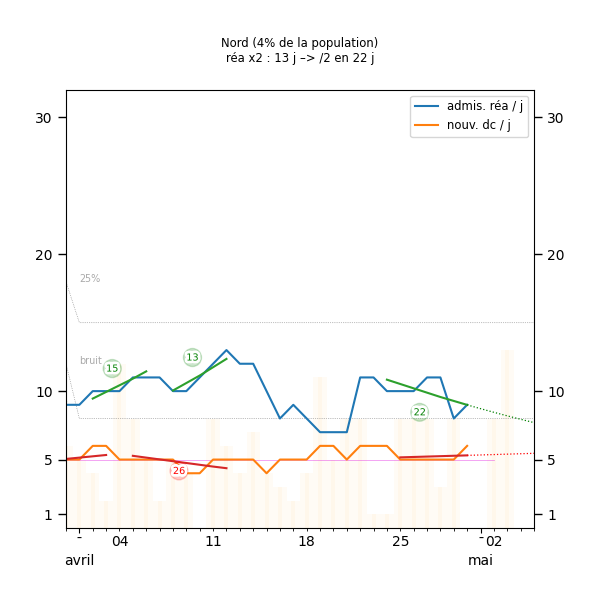 Nord (4% de la population)
réa x2 : 13 j –> /2 en 22 j
admis. réa / j
nouv. dc / j
30 30
20 20
25%
bruit
15
13
10 10
22
5 5
26
1 1
- 04 11 18 25 - 02
avril mai